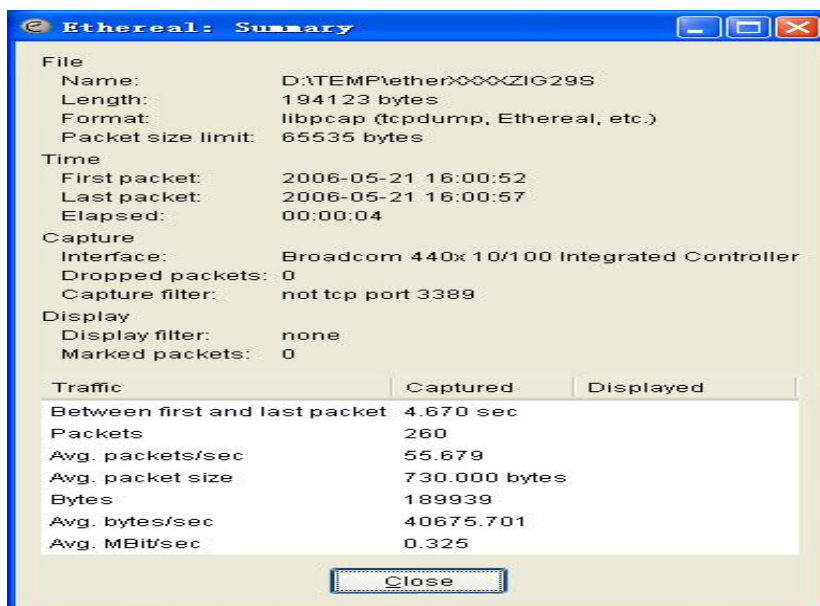 Ethereal: Summary
File
Name: D:\TEMP\etherXXXXZIG29S
Length: 194123 bytes
Format: libpcap (tcpdump, Ethereal, etc.)
Packet size limit: 65535 bytes
Time
First packet: 2006-05-21 16:00:52
Last packet: 2006-05-21 16:00:57
Elapsed: 00:00:04
Capture
Interface: Broadcom 440x 10/100 Integrated Controller
Dropped packets: 0
Capture filter: not tcp port 3389
Display
Display filter: none
Marked packets: 0
Traffic Captured Displayed
Between first and last packet 4.670 sec
Packets 260
Avg. packets/sec 55.679
Avg. packet size 730.000 bytes
Bytes 189939
Avg. bytes/sec 40675.701
Avg. MBit/sec 0.325
Close